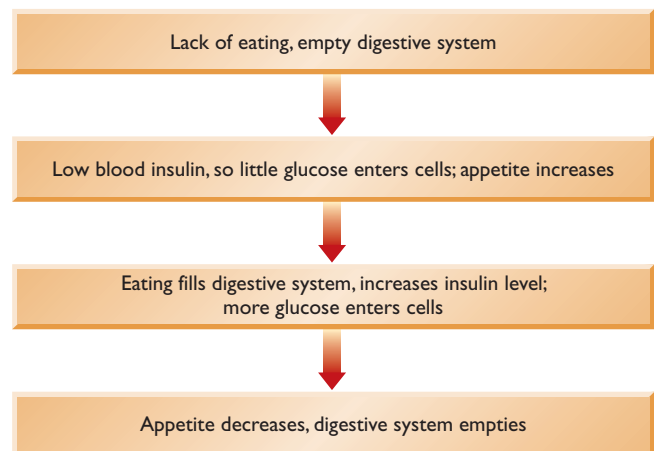 Lack of eating, empty digestive system
Low blood insulin, so little glucose enters cells; appetite increases
Eating fills digestive system, increases insulin level;
more glucose enters cells
Appetite decreases, digestive system empties